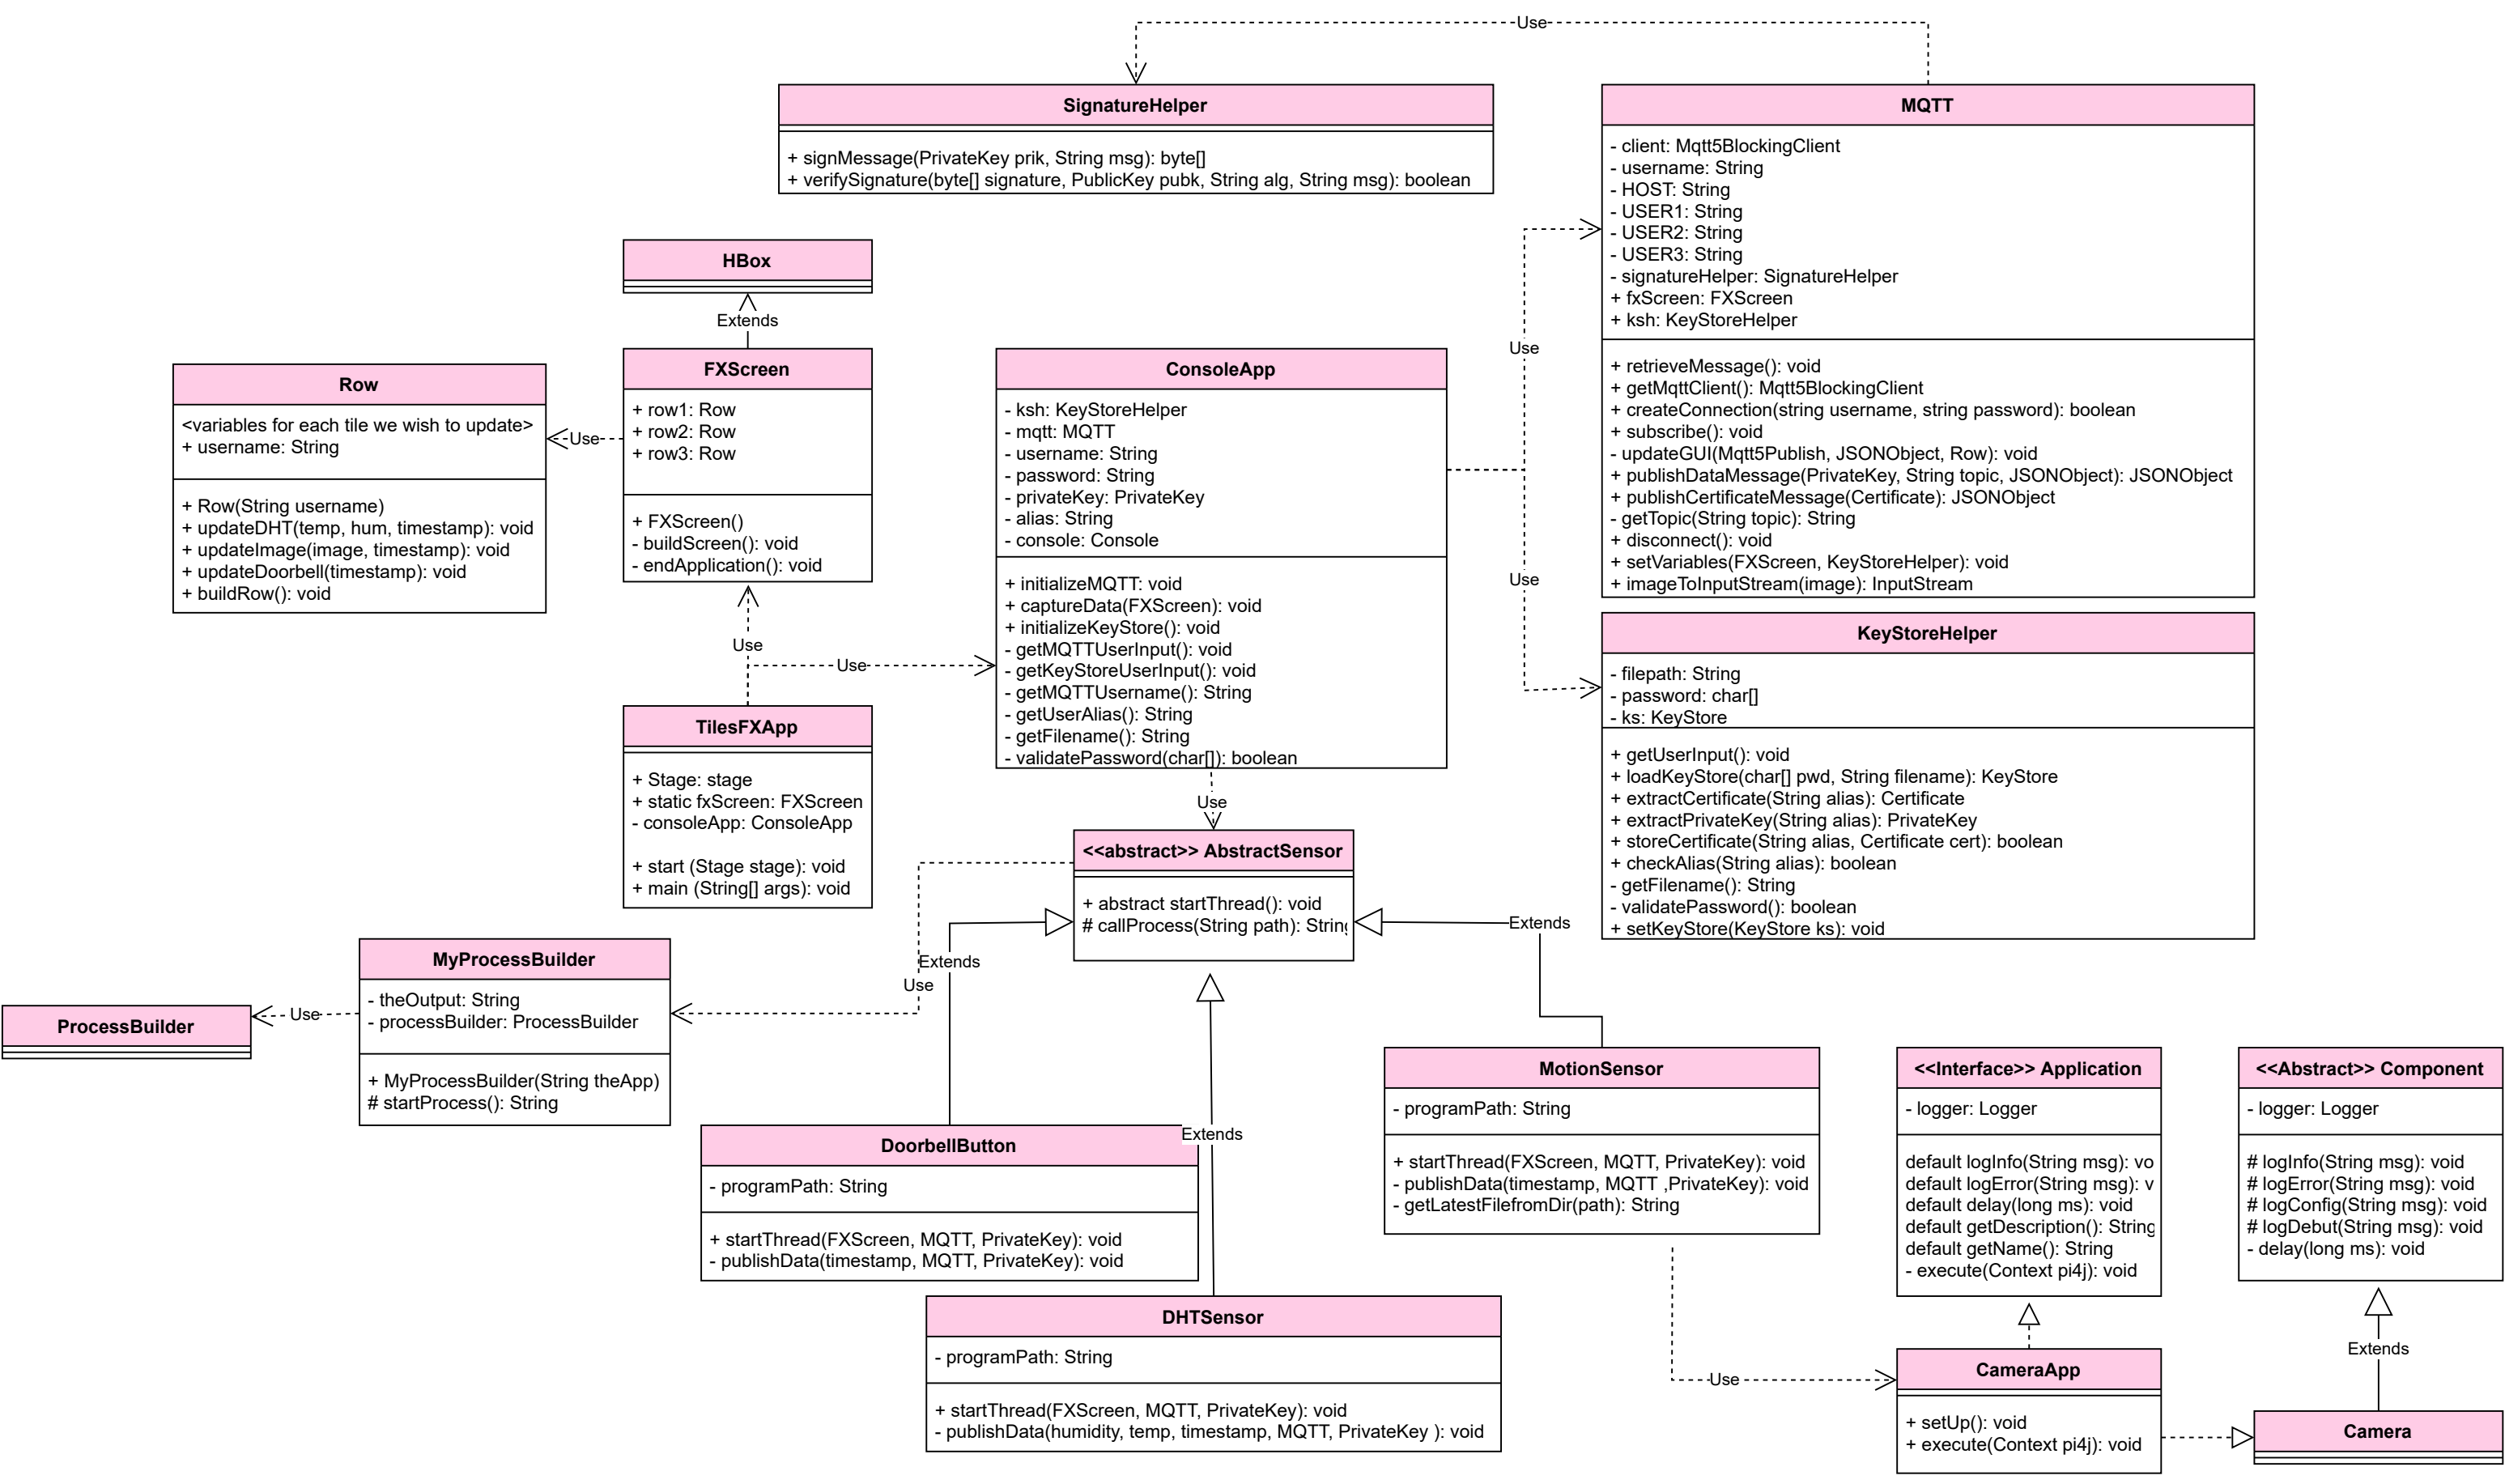 Use
SignatureHelper
+ signMessage(PrivateKey prik, String msg): byte[]
+ verifySignature(byte[] signature, PublicKey pubk, String alg, String msg): boolean
MQTT
- client: Mqtt5BlockingClient
- username: String
- HOST: String
- USER1: String
- USER2: String
- USER3: String
- signatureHelper: SignatureHelper
+ fxScreen: FXScreen
+ ksh: KeyStoreHelper
+ retrieveMessage(): void
+ getMqttClient(): Mqtt5BlockingClient
+ createConnection(string username, string password): boolean
+ subscribe(): void
- updateGUI(Mqtt5Publish, JSONObject, Row): void
+ publishDataMessage(PrivateKey, String topic, JSONObject): JSONObject
+ publishCertificateMessage(Certificate): JSONObject
- getTopic(String topic): String
+ disconnect(): void
+ setVariables(FXScreen, KeyStoreHelper): void
+ imageToInputStream(image): InputStream
HBox
Extends
Row
<variables for each tile we wish to update>
+ username: String
+ Row(String username)
+ updateDHT(temp, hum, timestamp): void
+ updateImage(image, timestamp): void
+ updateDoorbell(timestamp): void
+ buildRow(): void
Use
FXScreen
+ row1: Row
+ row2: Row
+ row3: Row
+ FXScreen()
- buildScreen(): void
- endApplication(): void
ConsoleApp
- ksh: KeyStoreHelper
- mqtt: MQTT
- username: String
- password: String
- privateKey: PrivateKey
- alias: String
- console: Console
+ initializeMQTT: void
+ captureData(FXScreen): void
+ initializeKeyStore(): void
- getMQTTUserInput(): void
- getKeyStoreUserInput(): void
- getMQTTUsername(): String
- getUserAlias(): String
- getFilename(): String
- validatePassword(char[]): boolean
Use
Use
Use
Use
TilesFXApp
+ Stage: stage
+ static fxScreen: FXScreen
- consoleApp: ConsoleApp
+ start (Stage stage): void
+ main (String[] args): void
KeyStoreHelper
- filepath: String
- password: char[]
- ks: KeyStore
+ getUserInput(): void
+ loadKeyStore(char[] pwd, String filename): KeyStore
+ extractCertificate(String alias): Certificate
+ extractPrivateKey(String alias): PrivateKey
+ storeCertificate(String alias, Certificate cert): boolean
+ checkAlias(String alias): boolean
- getFilename(): String
- validatePassword(): boolean
+ setKeyStore(KeyStore ks): void
Use
<<abstract>> AbstractSensor
+ abstract startThread(): void
# callProcess(String path): String
Extends
Extends
Use
MyProcessBuilder
- theOutput: String
- processBuilder: ProcessBuilder
+ MyProcessBuilder(String theApp)
# startProcess(): String
Use
ProcessBuilder
DoorbellButton
- programPath: String
+ startThread(FXScreen, MQTT, PrivateKey): void
- publishData(timestamp, MQTT, PrivateKey): void
Extends
DHTSensor
- programPath: String
+ startThread(FXScreen, MQTT, PrivateKey): void
- publishData(humidity, temp, timestamp, MQTT, PrivateKey ): void
MotionSensor
- programPath: String
+ startThread(FXScreen, MQTT, PrivateKey): void
- publishData(timestamp, MQTT ,PrivateKey): void
- getLatestFilefromDir(path): String
<<Interface>> Application
- logger: Logger
default logInfo(String msg): vo
default logError(String msg): v
default delay(long ms): void
default getDescription(): String
default getName(): String
- execute(Context pi4j): void
<<Abstract>> Component
- logger: Logger
# logInfo(String msg): void
# logError(String msg): void
# logConfig(String msg): void
# logDebut(String msg): void
- delay(long ms): void
Extends
Use
CameraApp
+ setUp(): void
+ execute(Context pi4j): void
Camera